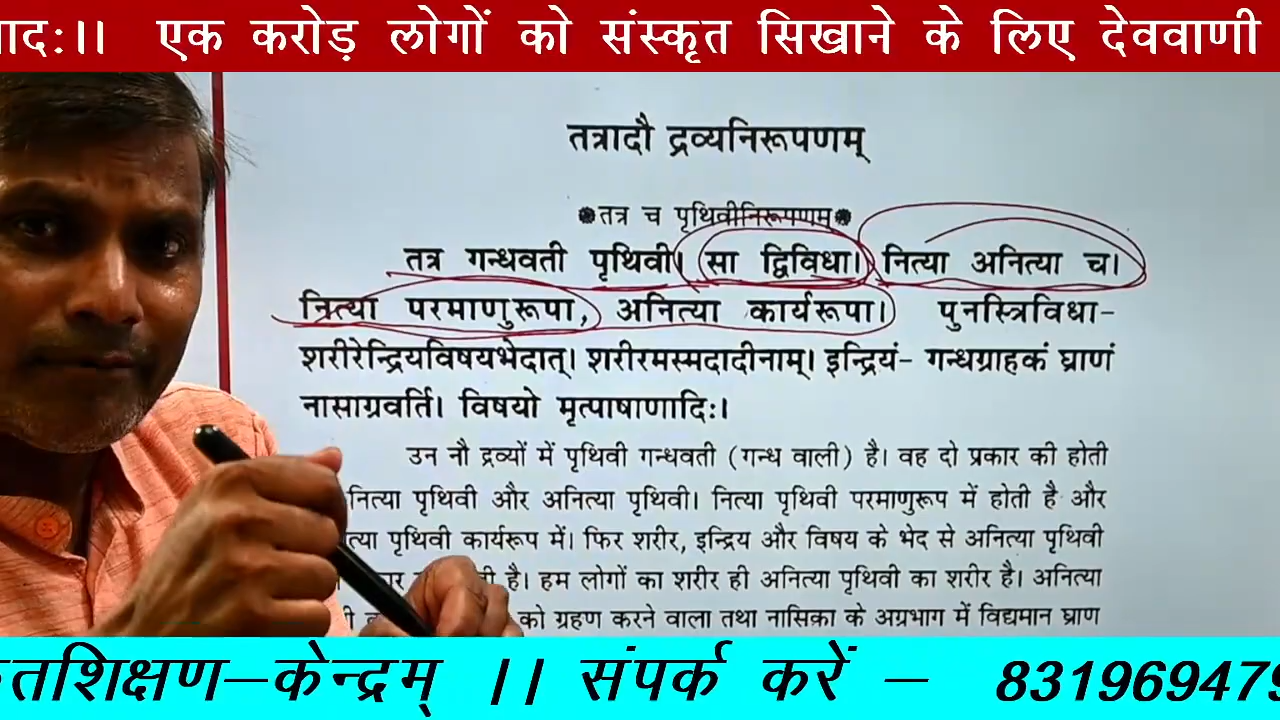 ादः।। एक करोड़ लोगों को संस्कृत सिखाने के लिए देववाणी
तत्रादौ द्रव्यनिरूपणम्
तत्र च पृथिवीनिरूपणम्
तत्र गन्धवती पृथिवी। सा द्विविधा। नित्या अनित्या च।
नित्या परमाणुरूपा, अनित्या कार्यरूपा। पुनस्त्रिविधा-
शरीरेन्द्रियविषयभेदात्। शरीरमस्मदादीनाम्। इन्द्रियं- गन्धग्राहकं घ्राणं
नासाग्रवर्ति। विषयो मृत्पाषाणादिः।
उन नौ द्रव्यों में पृथिवी गन्धवती (गन्ध वाली) है। वह दो प्रकार की होती
नित्या पृथिवी और अनित्या पृथिवी। नित्या पृथिवी परमाणुरूप में होती है और
त्या पृथिवी कार्यरूप में। फिर शरीर, इन्द्रिय और विषय के भेद से अनित्या पृथिवी
है। हम लोगों का शरीर ही अनित्या पृथिवी का शरीर है। अनित्या
को ग्रहण करने वाला तथा नासिका के अग्रभाग में विद्यमान घ्राण
तशिक्षण-केन्द्रम् ।। संपर्क करें - 831969479